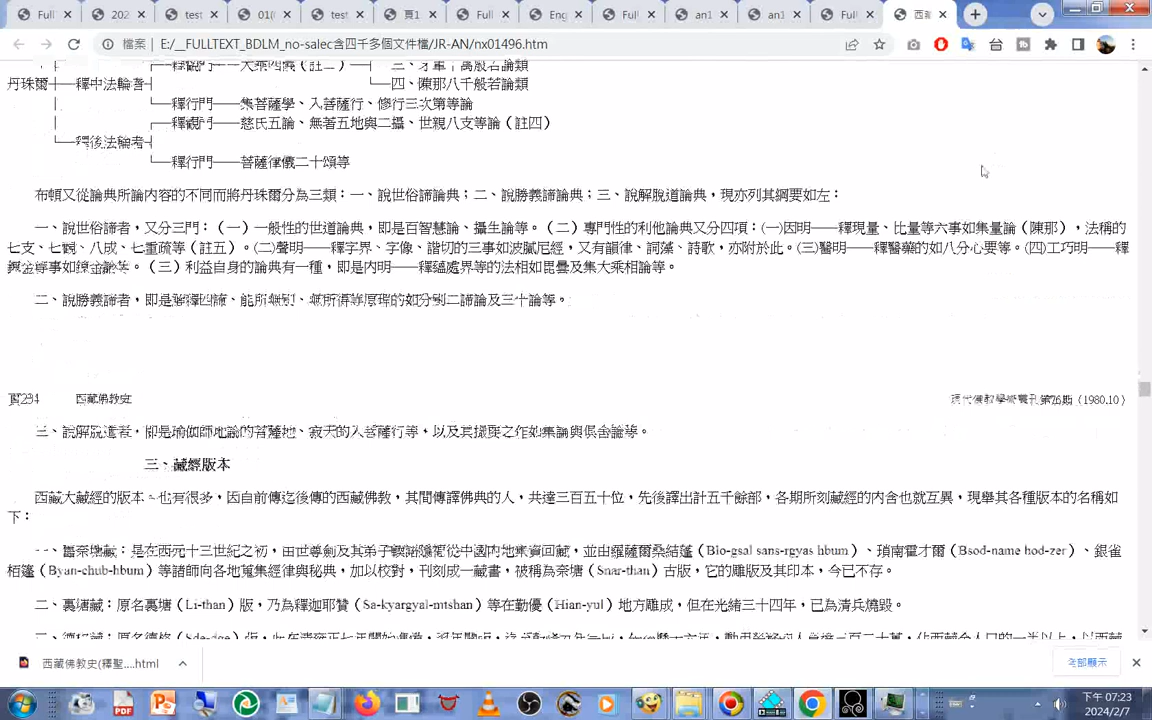 Full
202
test
01(
test
頁1
Full
Eng
Full
an1
an1
Full
西藏
檔案 | E:/__FULLTEXT_BDLM_no-salec含四千多個文件檔/JR-AN/nx01496.htm
丹珠爾┼──釋中法輪者┤ └─四、陳那八千般若論類
│ └─釋行門──集菩薩學、入菩薩行、修行三次第等論
│ ┌─釋觀門──慈氏五論、無著五地與二攝、世親八支等論（註四）
└──釋後法輪者┤
└─釋行門──菩薩律儀二十頌等
布頓又從論典所論内容的不同而將丹珠爾分為三類：一、說世俗諦論典；二、說勝義諦論典；三、說解脫道論典，現亦列其綱要如左：
一、說世俗諦者，又分三門：（一）一般性的世道論典，即是百智慧論、攝生論等。（二）專門性的利他論典又分四項：㈠因明──釋現量、比量等六事如集量論（陳那），法稱的
七支、七觀、八成、七重疏等（註五）。㈡聲明──釋字界、字像、諧切的三事如波膩尼經，又有韻律、詞藻、詩歌，亦附於此。㈢醫明──釋醫藥的如八分心要等。㈣工巧明──釋
等。（三）利益自身的論典有一種，即是内明──釋蘊處界等的法相如毘曇及集大乘相論等。
二、說勝義諦者，即是 能所 等原理的如分別二諦論及三十論等。
頁234 西藏佛教史 現代佛教學術叢刊第76期（1980.10）
三、說解脫道者，即是瑜伽師地論的菩薩地、寂天的入菩薩行等，以及其撮要之作如集論與俱舍論等。
三、藏經版本
西藏大藏經的版本，也有很多，因自前傳迄後傳的西藏佛教，其間傳譯佛典的人，共達三百五十位，先後譯出計五千餘部，各期所刻藏經的内含也就互異，現舉其各種版本的名稱如
下：
一、舊奈塘藏：是在西元十三世紀之初，由世尊劍及其弟子 從中國内地集資回藏，並由羅薩爾桑結蓬（Blo-gsal sans-rgyas hbum）、瑣南霍才爾（Bsod-name hod-zer）、銀雀
栢蓬（Byan-chub-hbum）等諸師向各地蒐集經律與秘典，加以校對，刊刻成一藏書，被稱為奈塘（Snar-than）古版，它的雕版及其印本，今已不存。
二、裏塘藏：原名裏塘（Li-than）版，乃為釋迦耶贊（Sa-kyargyal-mtshan）等在勤優（Hian-yul）地方雕成，但在光緒三十四年，已為清兵燒毀。
西藏佛教史(釋聖....html
全部顯示
下午 07:23
2024/2/7